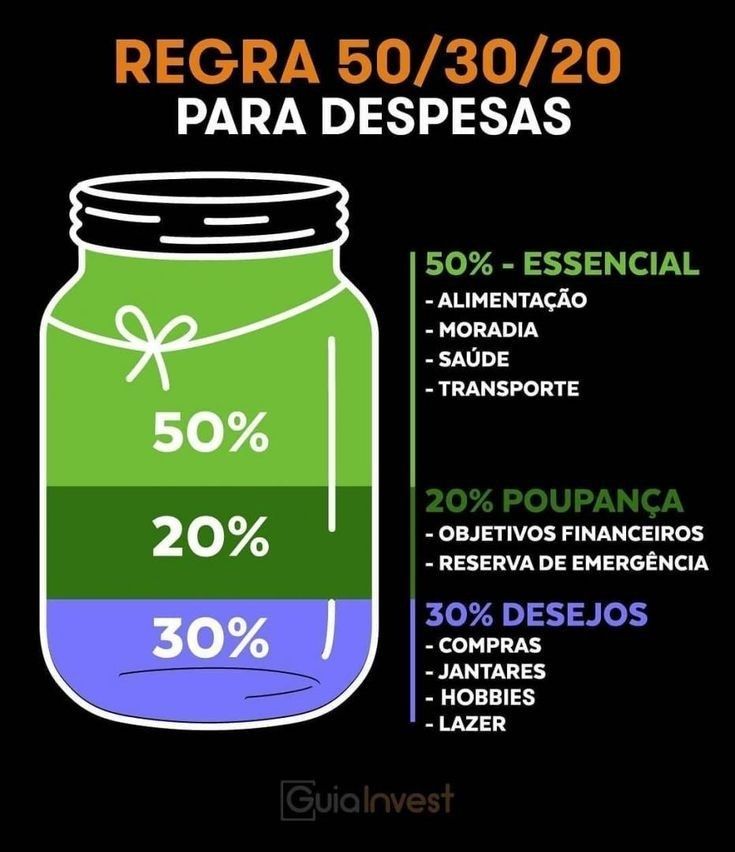 REGRA 50/30/20
PARA DESPESAS
50%
20%
30%
50% - ESSENCIAL
- ALIMENTAÇÃO
- MORADIA
- SAÚDE
- TRANSPORTE
20% POUPANÇA
- OBJETIVOS FINANCEIROS
- RESERVA DE EMERGÊNCIA
30% DESEJOS
- COMPRAS
- JANTARES
- HOBBIES
- LAZER
GuiaInvest